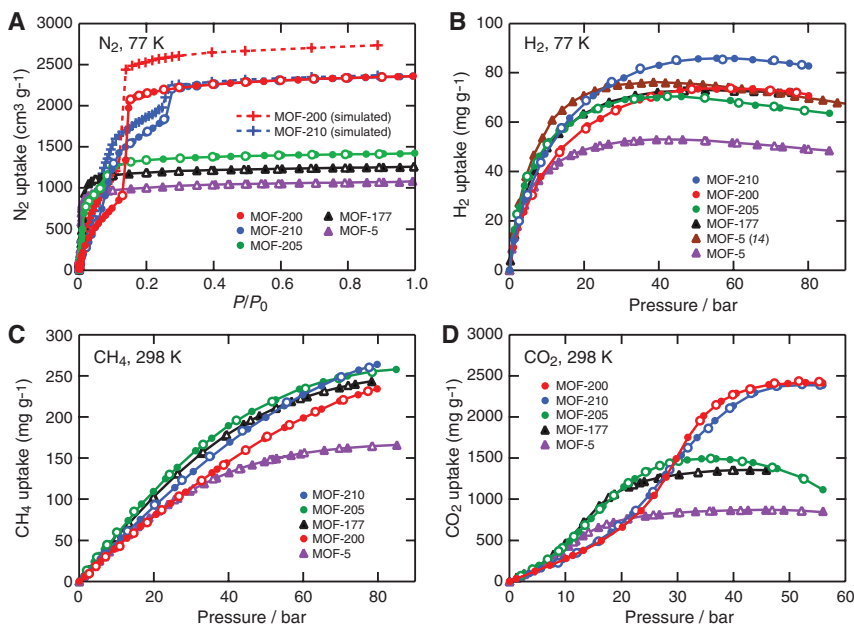 A
N2, 77 K
N2 uptake (cm3 g-1)
3000
2500
2000
1500
1000
500
0
MOF-200 (simulated)
MOF-210 (simulated)
MOF-200
MOF-210
MOF-205
MOF-177
MOF-5
0
0.2
0.4
0.6
0.8
1.0
P/P0
B
H2, 77 K
H2 uptake (mg g-1)
100
80
60
40
20
0
MOF-210
MOF-200
MOF-205
MOF-177
MOF-5 (14)
MOF-5
0
20
40
60
80
Pressure / bar
C
CH4, 298 K
CH4 uptake (mg g-1)
300
250
200
150
100
50
0
MOF-210
MOF-205
MOF-177
MOF-200
MOF-5
0
20
40
60
80
Pressure / bar
D
CO2, 298 K
CO2 uptake (mg g-1)
3000
2500
2000
1500
1000
500
0
MOF-200
MOF-210
MOF-205
MOF-177
MOF-5
0
10
20
30
40
50
60
Pressure / bar